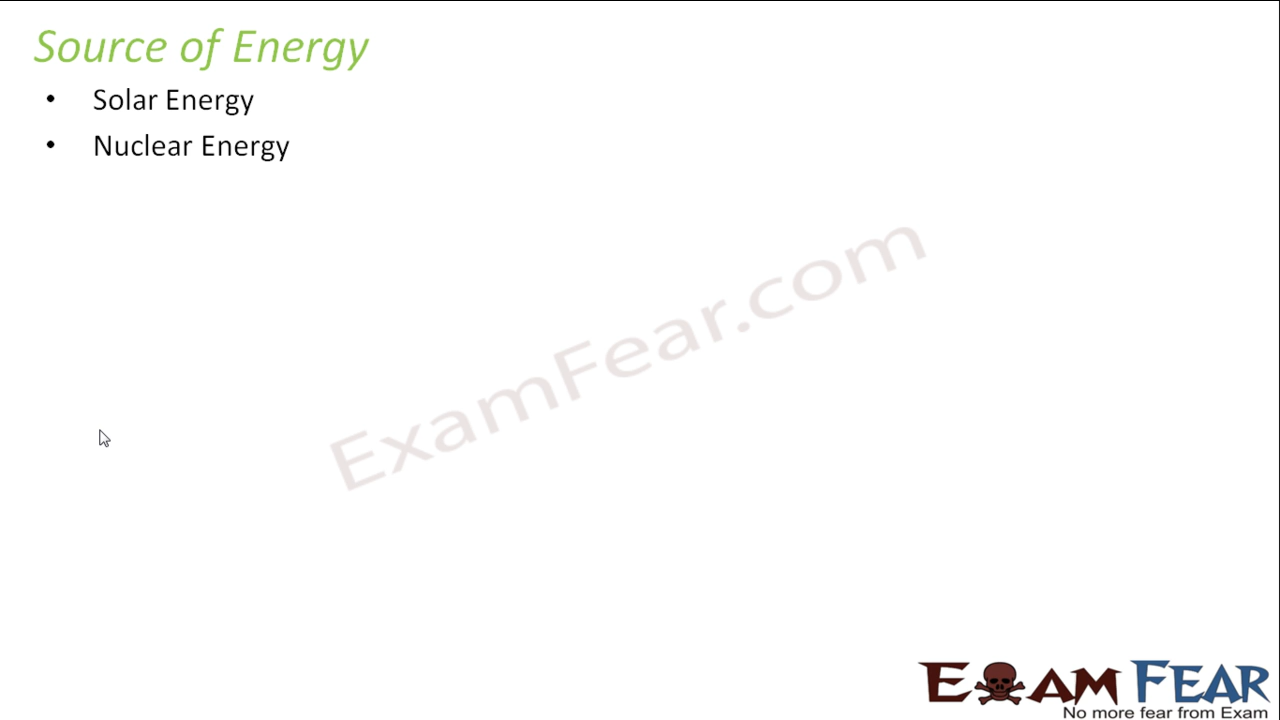 Source of Energy
• Solar Energy
• Nuclear Energy
ExamFear.com
EXAM FEAR
No more fear from Exam